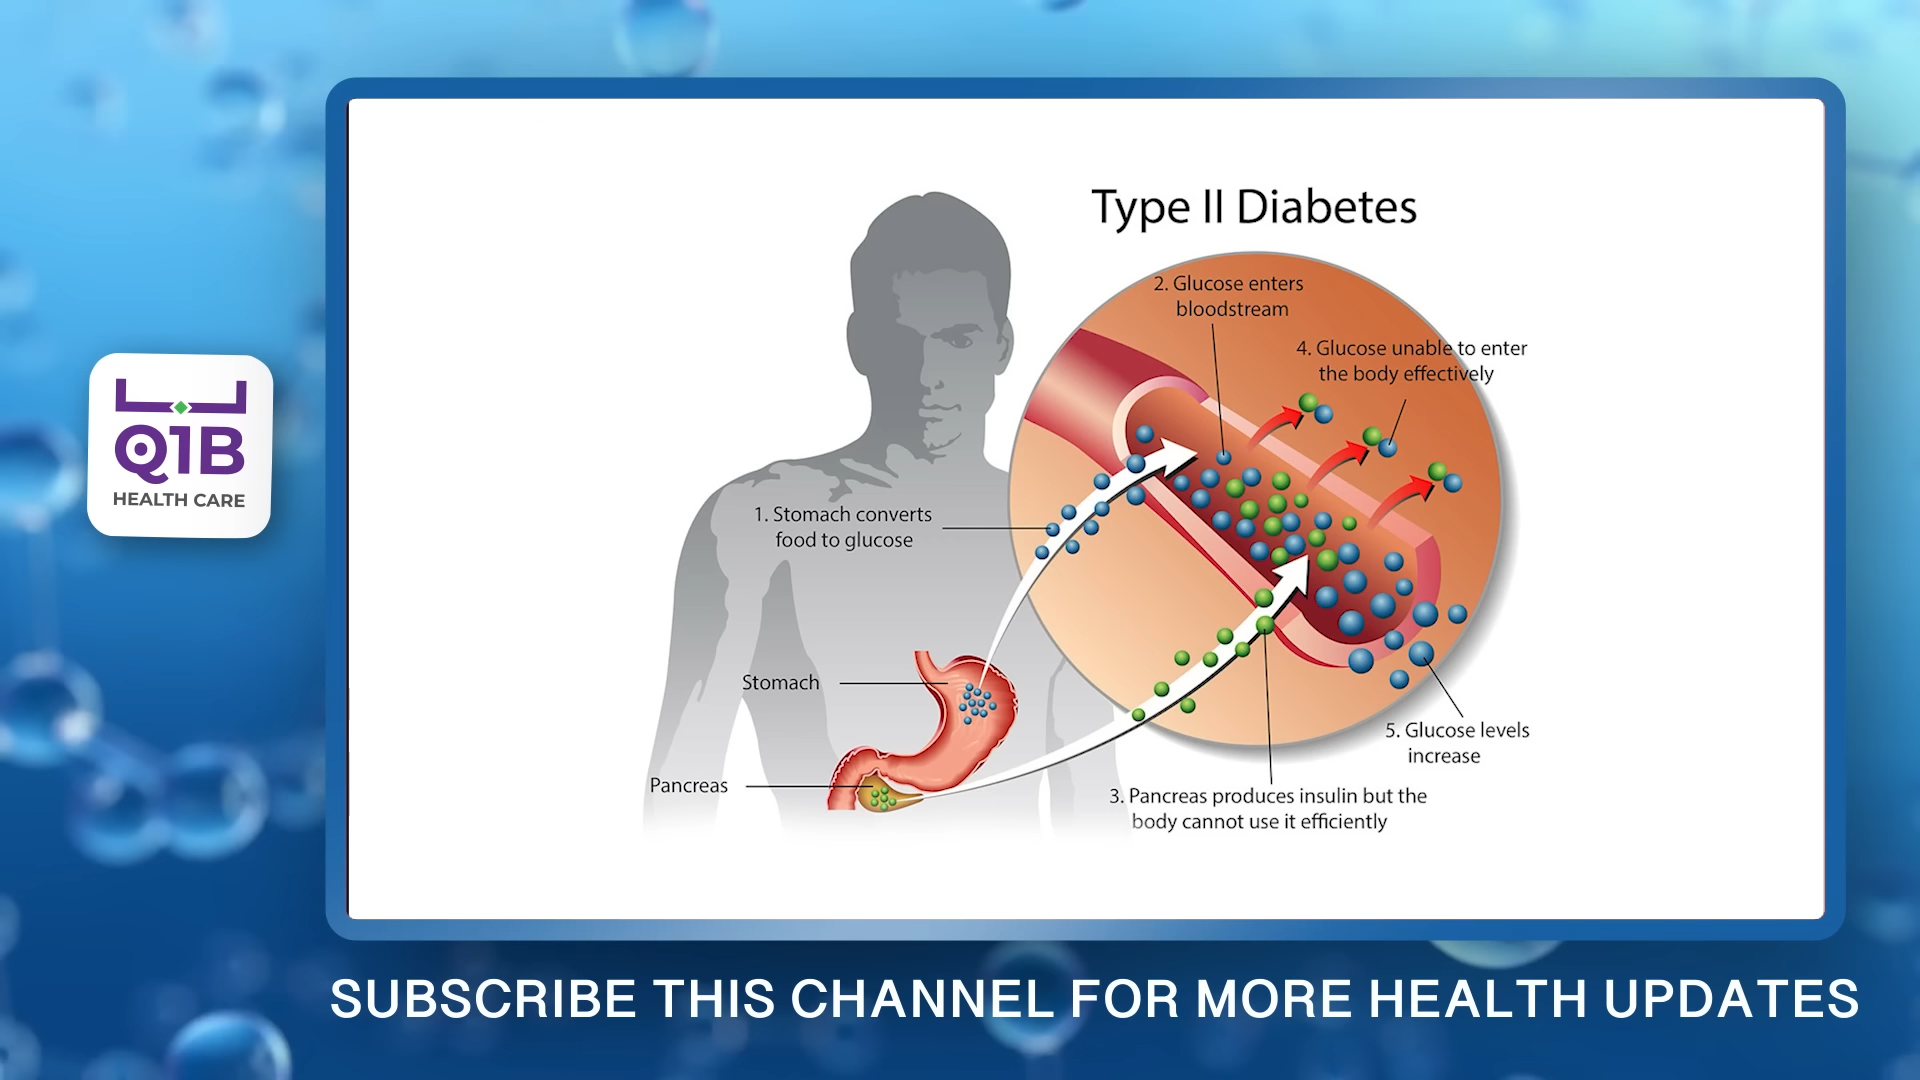 Type II Diabetes
2. Glucose enters
bloodstream
4. Glucose unable to enter
the body effectively
1. Stomach converts
food to glucose
Stomach
Pancreas
5. Glucose levels
increase
3. Pancreas produces insulin but the
body cannot use it efficiently
Q1B
HEALTH CARE
SUBSCRIBE THIS CHANNEL FOR MORE HEALTH UPDATES